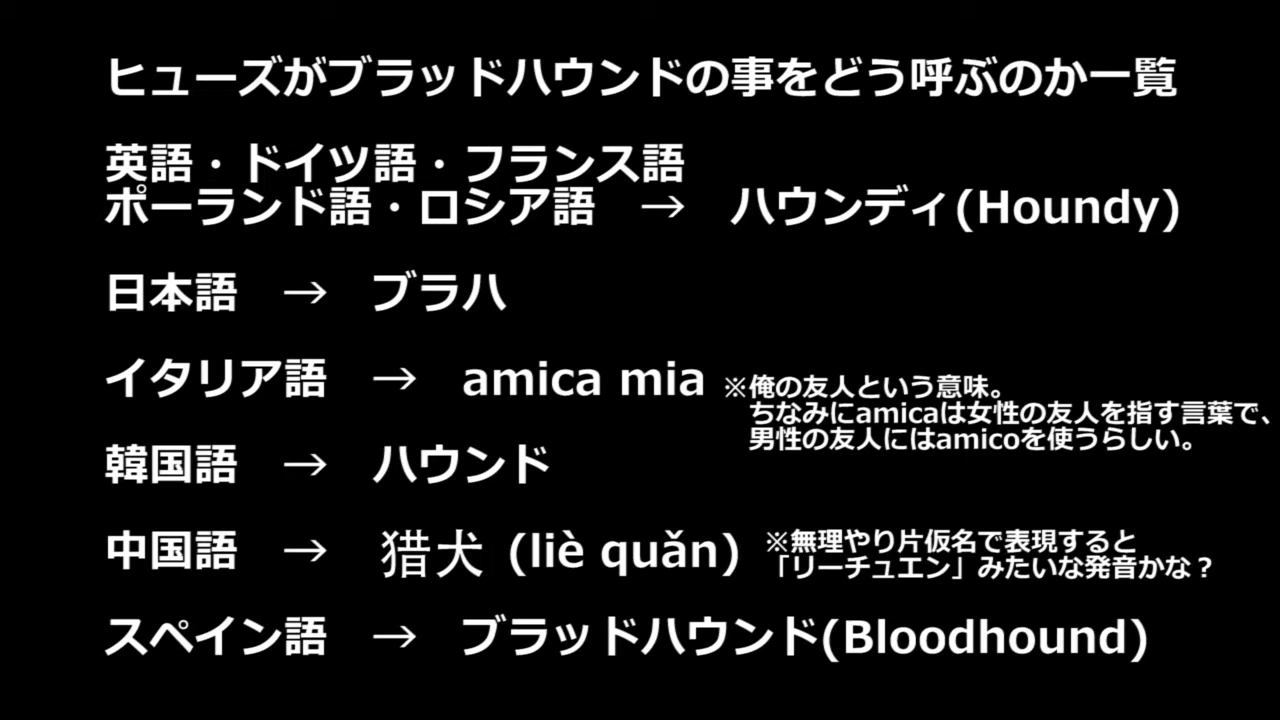 ヒューズがブラッドハウンドの事をどう呼ぶのか一覧
英語・ドイツ語・フランス語
ポーランド語・ロシア語　→　ハウンディ(Houndy)
日本語　→　ブラハ
イタリア語　→　amica mia ※俺の友人という意味。
ちなみにamicaは女性の友人を指す言葉で、
男性の友人にはamicoを使うらしい。
韓国語　→　ハウンド
中国語　→　猎犬 (liè quǎn) ※無理やり片仮名で表現すると
「リーチュエン」みたいな発音かな？
スペイン語　→　ブラッドハウンド(Bloodhound)